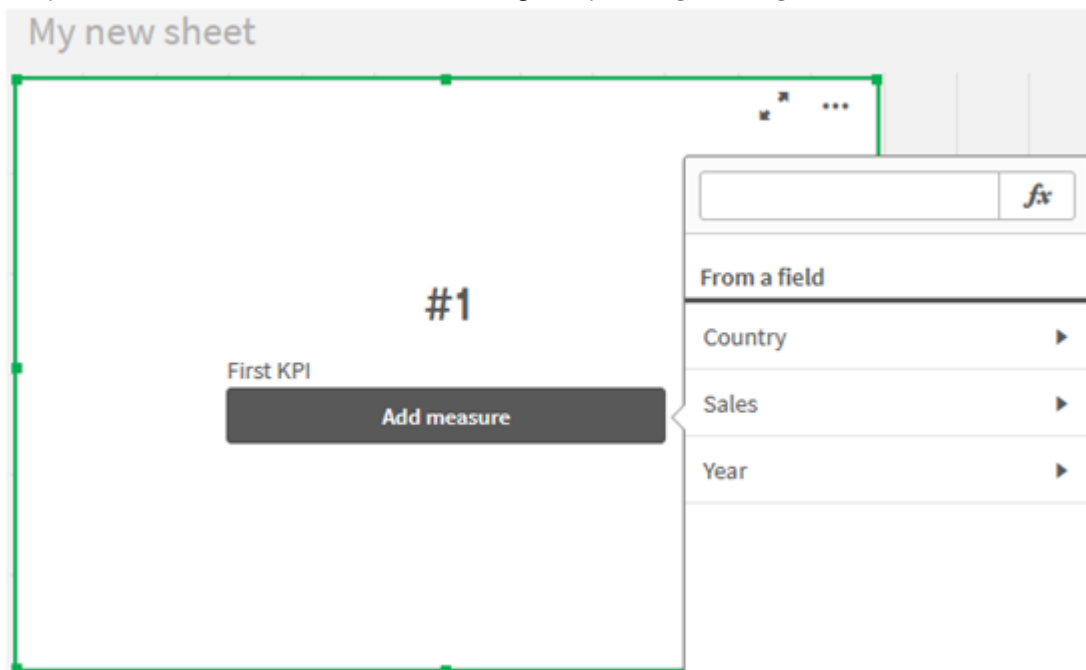 My new sheet
...
fx
From a field
#1
Country
First KPI
Add measure
Sales
Year